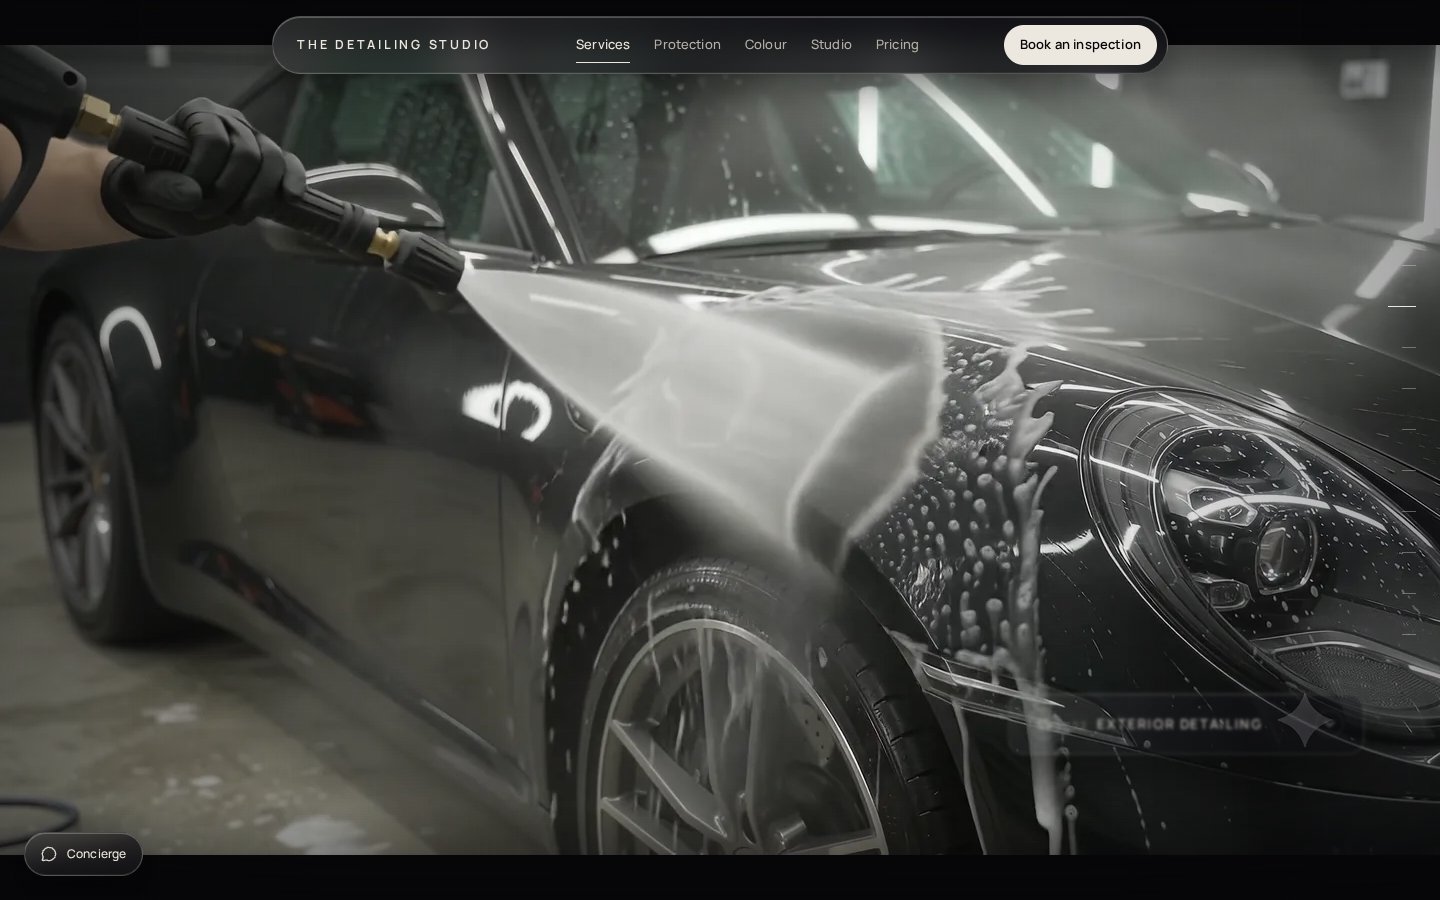 THE DETAILING STUDIO
Services
Protection
Colour
Studio
Pricing
Book an inspection
EXTERIOR DETAILING
Concierge